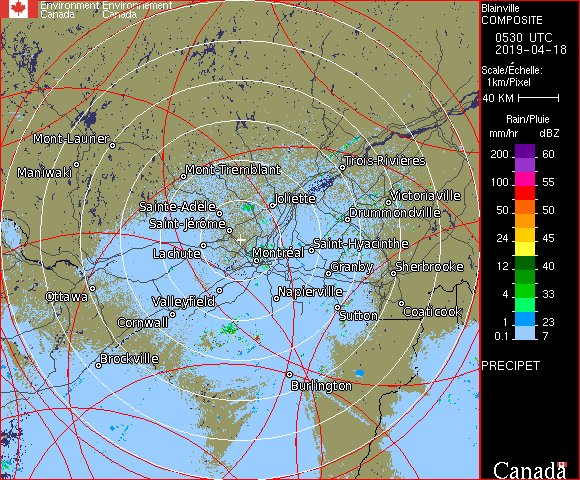 Environment Environnement
Canada Canada
Blainville
COMPOSITE
0530 UTC
2019-04-18
Scale/Échelle:
1km/Pixel
40 KM
Rain/Pluie
mm/hr dBZ
200 60
100 55
50 50
24 45
12 40
4 33
1 23
0.1 7
PRECIPET
Canada
Mont-Laurier
Maniwaki
Mont-Tremblant
Trois-Rivières
Sainte-Adèle
Joliette
Victoriaville
Saint-Jérôme
Drummondville
Lachute
Montréal
Saint-Hyacinthe
Granby
Sherbrooke
Ottawa
Valleyfield
Napierville
Cornwall
Sutton
Coaticook
Brockville
Burlington